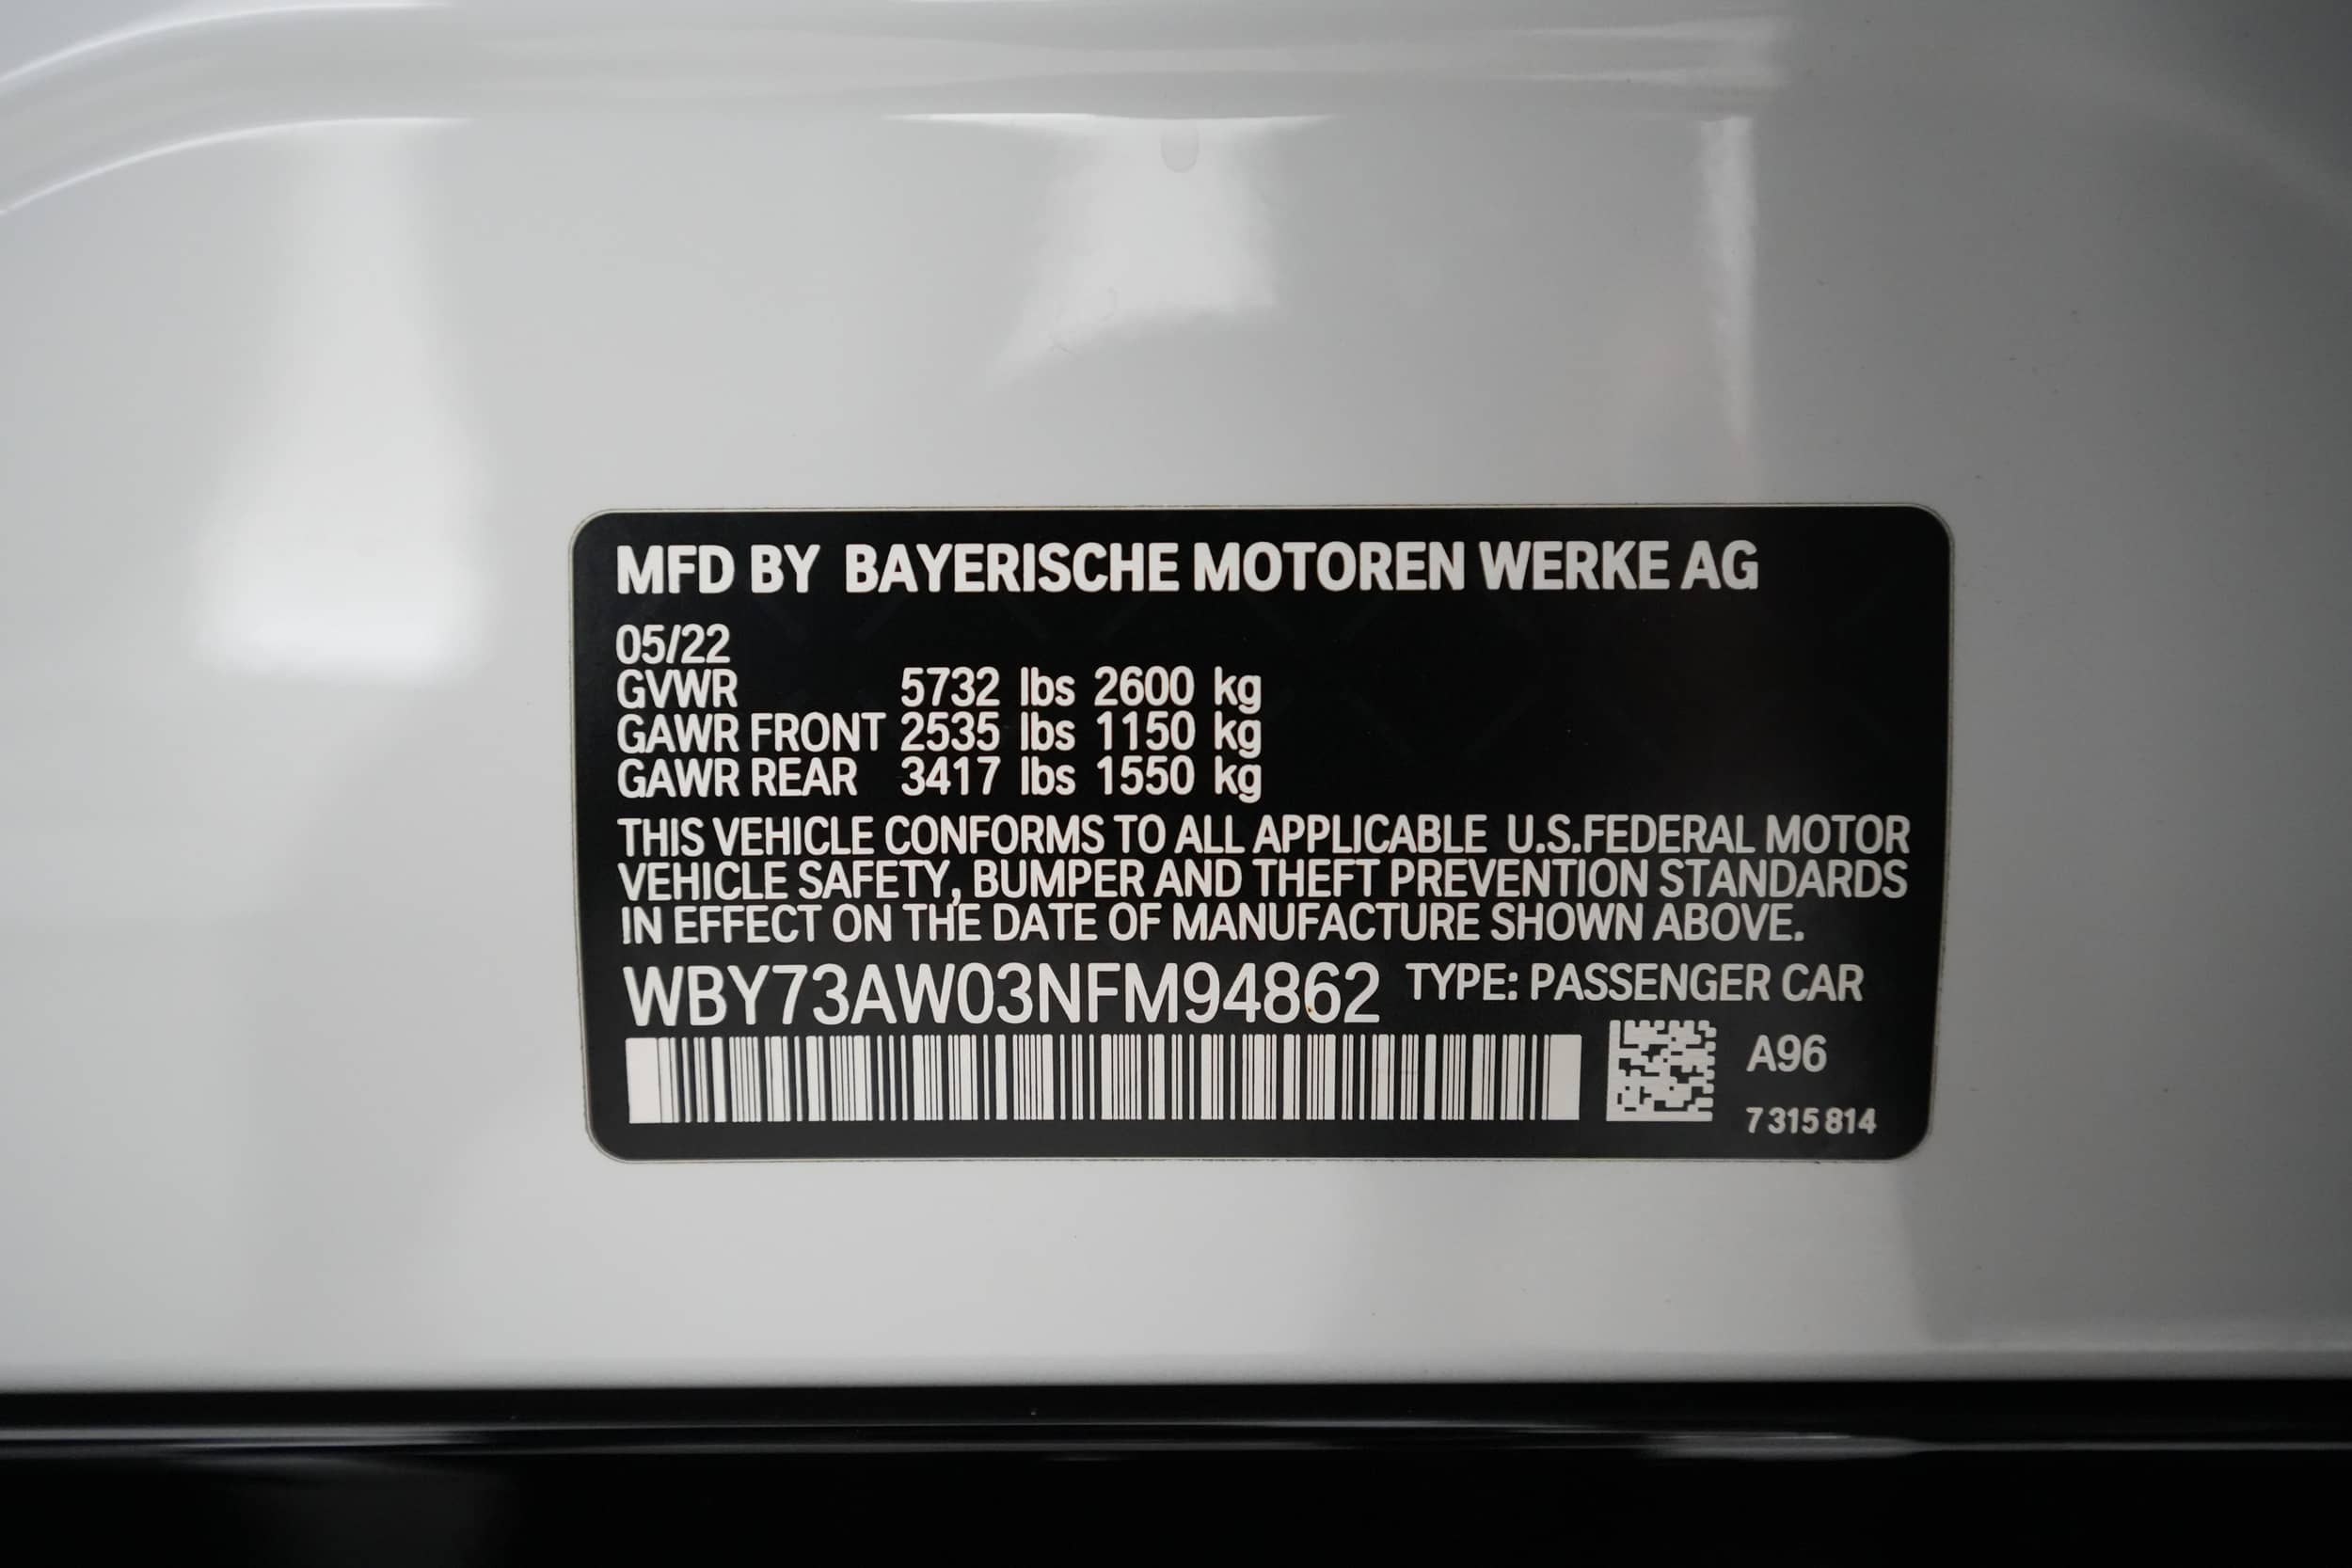 MFD BY BAYERISCHE MOTOREN WERKE AG
05/22
GVWR 5732 lbs 2600 kg
GAWR FRONT 2535 lbs 1150 kg
GAWR REAR 3417 lbs 1550 kg
THIS VEHICLE CONFORMS TO ALL APPLICABLE U.S.FEDERAL MOTOR
VEHICLE SAFETY, BUMPER AND THEFT PREVENTION STANDARDS
IN EFFECT ON THE DATE OF MANUFACTURE SHOWN ABOVE.
WBY73AW03NFM94862 TYPE: PASSENGER CAR
A96
7 315 814